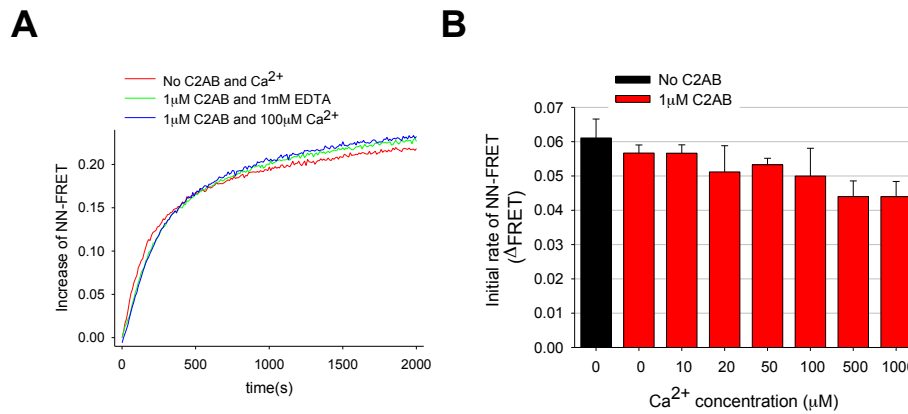 A
No C2AB and Ca²⁺
1μM C2AB and 1mM EDTA
1μM C2AB and 100μM Ca²⁺
Increase of NN-FRET
0.20
0.15
0.10
0.05
0.00
0 500 1000 1500 2000
time(s)
B
No C2AB
1μM C2AB
Initial rate of NN-FRET
(ΔFRET)
0.07
0.06
0.05
0.04
0.03
0.02
0.01
0.00
0 0 10 20 50 100 500 1000
Ca²⁺ concentration (μM)